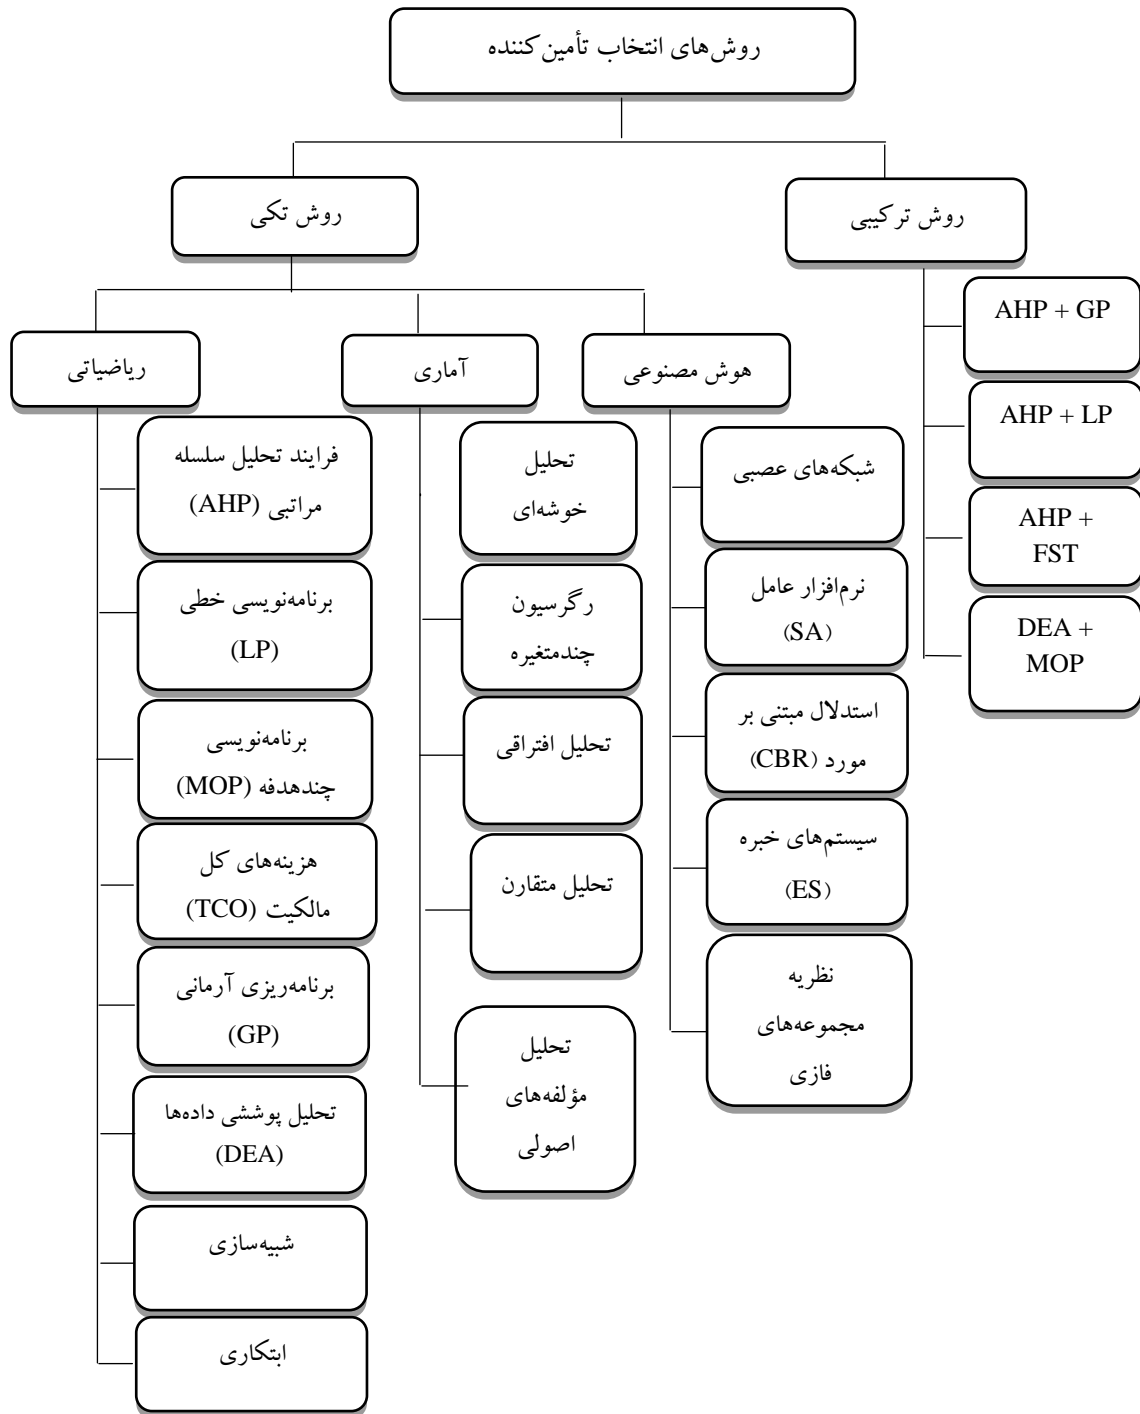 روش‌های انتخاب تأمین‌کننده
روش ترکیبی
AHP + GP
AHP + LP
AHP +
FST
DEA +
MOP
روش تکی
هوش مصنوعی
شبکه‌های عصبی
نرم‌افزار عامل
(SA)
استدلال مبتنی بر
مورد (CBR)
سیستم‌های خبره
(ES)
نظریه
مجموعه‌های
فازی
آماری
تحلیل
خوشه‌ای
رگرسیون
چندمتغیره
تحلیل افتراقی
تحلیل متقارن
تحلیل
مؤلفه‌های
اصولی
ریاضیاتی
فرایند تحلیل سلسله
مراتبی (AHP)
برنامه‌نویسی خطی
(LP)
برنامه‌نویسی
چندهدفه (MOP)
هزینه‌های کل
مالکیت (TCO)
برنامه‌ریزی آرمانی
(GP)
تحلیل پوششی داده‌ها
(DEA)
شبیه‌سازی
ابتکاری